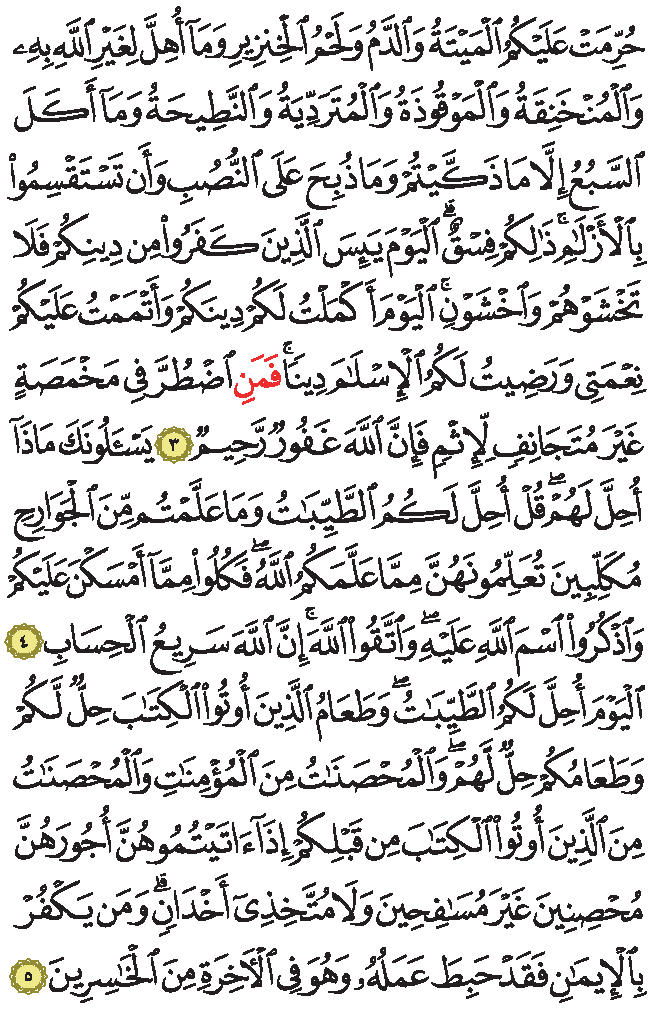 حُرِّمَتْ عَلَيْكُمُ ٱلْمَيْتَةُ وَٱلدَّمُ وَلَحْمُ ٱلْخِنزِيرِ وَمَآ أُهِلَّ لِغَيْرِ ٱللَّهِ بِهِۦ
وَٱلْمُنْخَنِقَةُ وَٱلْمَوْقُوذَةُ وَٱلْمُتَرَدِّيَةُ وَٱلنَّطِيحَةُ وَمَآ أَكَلَ
ٱلسَّبُعُ إِلَّا مَا ذَكَّيْتُمْ وَمَا ذُبِحَ عَلَى ٱلنُّصُبِ وَأَن تَسْتَقْسِمُوا۟
بِٱلْأَزْلَـٰمِ ۚ ذَٰلِكُمْ فِسْقٌ ۗ ٱلْيَوْمَ يَئِسَ ٱلَّذِينَ كَفَرُوا۟ مِن دِينِكُمْ فَلَا
تَخْشَوْهُمْ وَٱخْشَوْنِ ۚ ٱلْيَوْمَ أَكْمَلْتُ لَكُمْ دِينَكُمْ وَأَتْمَمْتُ عَلَيْكُمْ
نِعْمَتِى وَرَضِيتُ لَكُمُ ٱلْإِسْلَـٰمَ دِينًا ۚ فَمَنِ ٱضْطُرَّ فِى مَخْمَصَةٍ
غَيْرَ مُتَجَانِفٍ لِّإِثْمٍ فَإِنَّ ٱللَّهَ غَفُورٌ رَّحِيمٌ ٣ يَسْـَٔلُونَكَ مَاذَآ
أُحِلَّ لَهُمْ ۖ قُلْ أُحِلَّ لَكُمُ ٱلطَّيِّبَـٰتُ وَمَا عَلَّمْتُم مِّنَ ٱلْجَوَارِحِ
مُكَلِّبِينَ تُعَلِّمُونَهُنَّ مِمَّا عَلَّمَكُمُ ٱللَّهُ ۖ فَكُلُوا۟ مِمَّآ أَمْسَكْنَ عَلَيْكُمْ
وَٱذْكُرُوا۟ ٱسْمَ ٱللَّهِ عَلَيْهِ ۖ وَٱتَّقُوا۟ ٱللَّهَ ۚ إِنَّ ٱللَّهَ سَرِيعُ ٱلْحِسَابِ ٤
ٱلْيَوْمَ أُحِلَّ لَكُمُ ٱلطَّيِّبَـٰتُ ۖ وَطَعَامُ ٱلَّذِينَ أُوتُوا۟ ٱلْكِتَـٰبَ حِلٌّ لَّكُمْ
وَطَعَامُكُمْ حِلٌّ لَّهُمْ ۖ وَٱلْمُحْصَنَـٰتُ مِنَ ٱلْمُؤْمِنَـٰتِ وَٱلْمُحْصَنَـٰتُ
مِنَ ٱلَّذِينَ أُوتُوا۟ ٱلْكِتَـٰبَ مِن قَبْلِكُمْ إِذَآ ءَاتَيْتُمُوهُنَّ أُجُورَهُنَّ
مُحْصِنِينَ غَيْرَ مُسَـٰفِحِينَ وَلَا مُتَّخِذِىٓ أَخْدَانٍ ۗ وَمَن يَكْفُرْ
بِٱلْإِيمَـٰنِ فَقَدْ حَبِطَ عَمَلُهُۥ وَهُوَ فِى ٱلْـَٔاخِرَةِ مِنَ ٱلْخَـٰسِرِينَ ٥